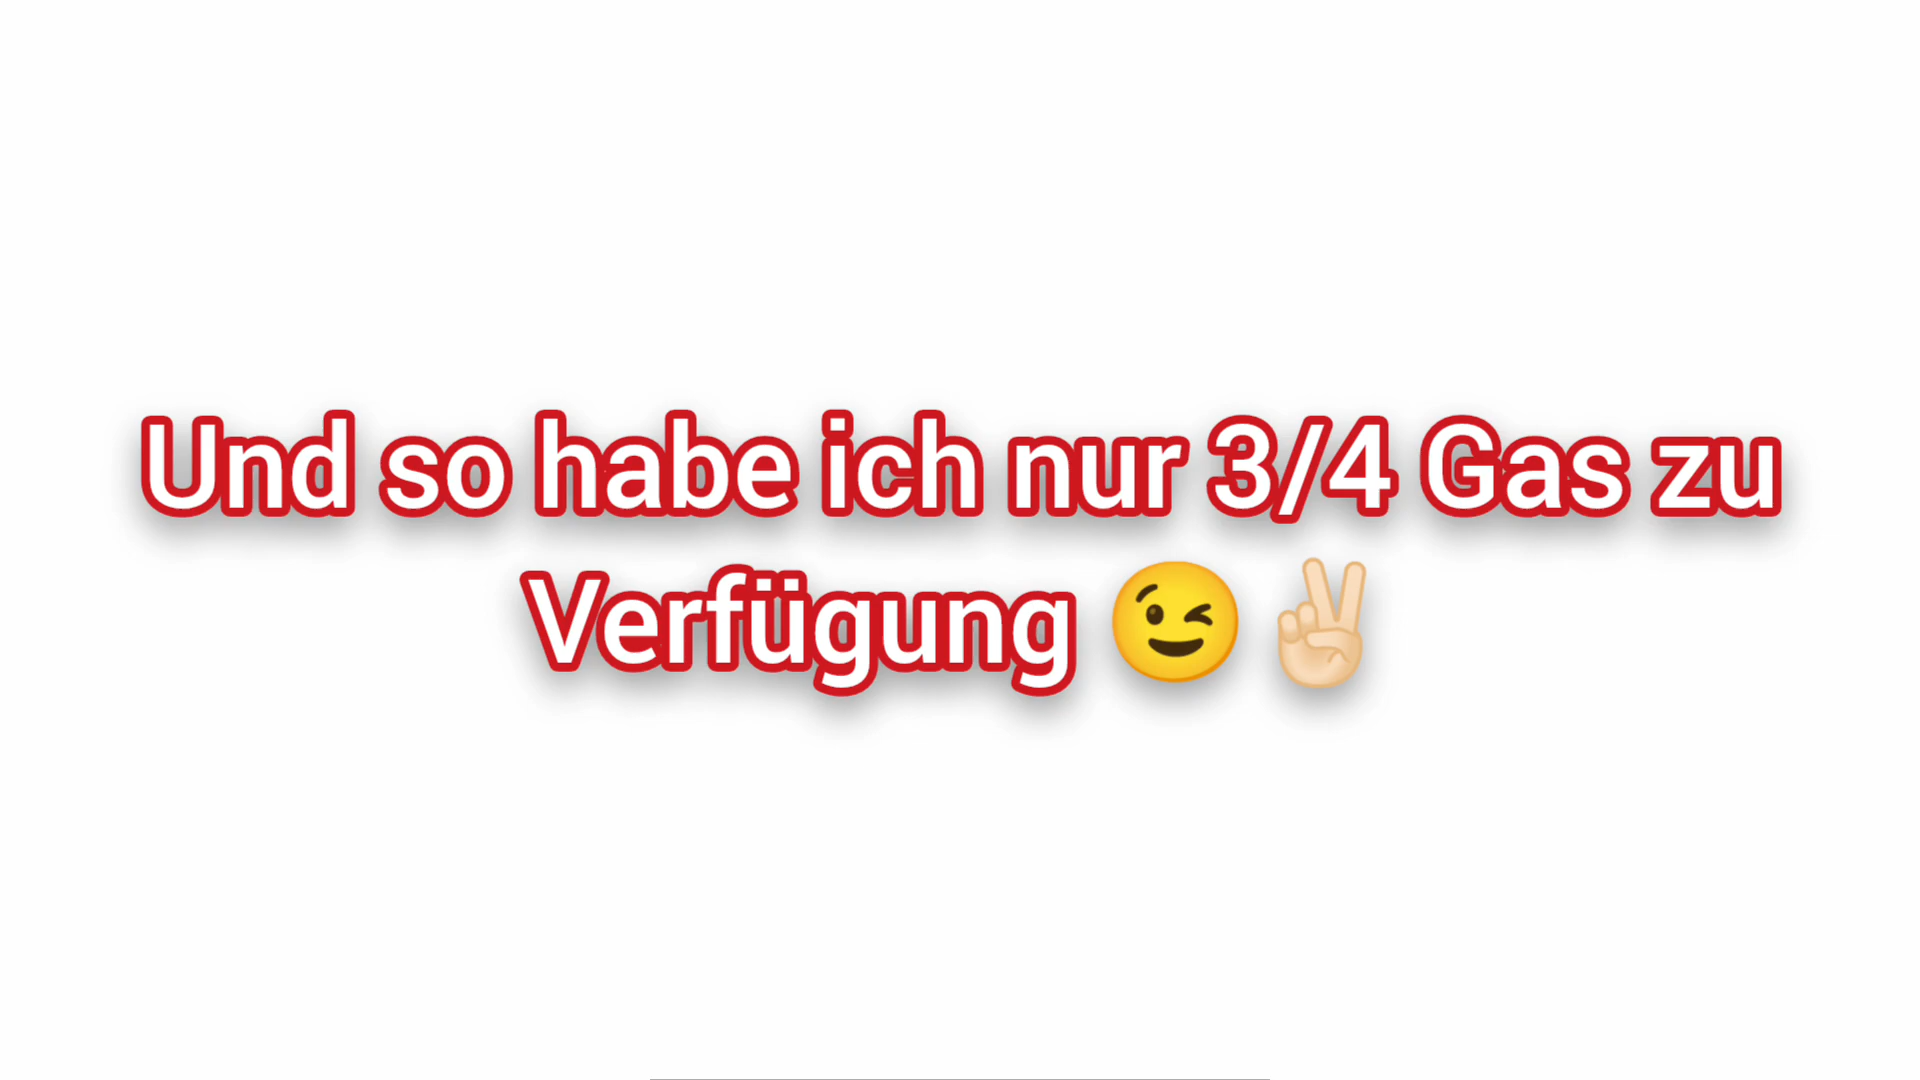 Und so habe ich nur 3/4 Gas zu
Verfügung 😉✌🏻